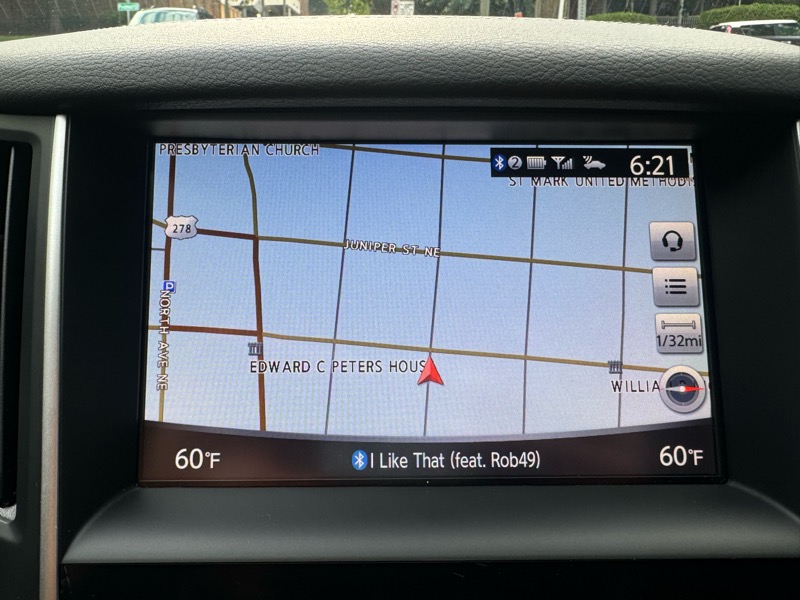 PRESBYTERIAN CHURCH
2
6:21
ST MARK UNITED METHODI
278
JUNIPER ST NE
P
NORTH AVE NE
1/32mi
EDWARD C PETERS HOUS
WILLIA
60°F
I Like That (feat. Rob49)
60°F